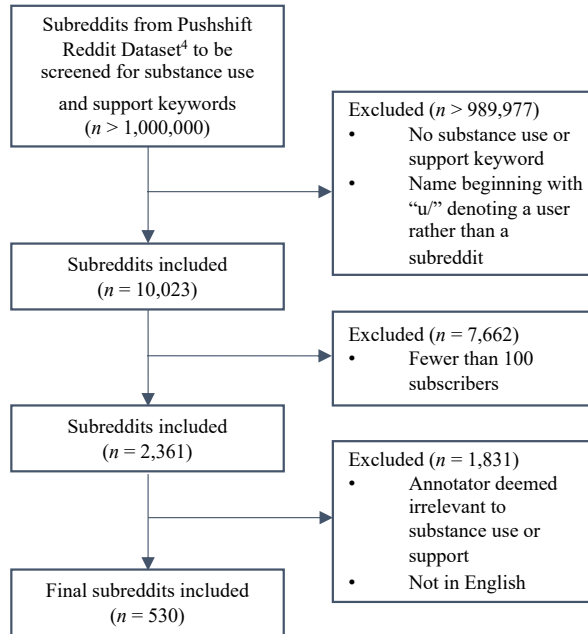 Subreddits from Pushshift
Reddit Dataset⁴ to be
screened for substance use
and support keywords
(n > 1,000,000)
Excluded (n > 989,977)
• No substance use or
support keyword
• Name beginning with
“u/” denoting a user
rather than a
subreddit
Subreddits included
(n = 10,023)
Excluded (n = 7,662)
• Fewer than 100
subscribers
Subreddits included
(n = 2,361)
Excluded (n = 1,831)
• Annotator deemed
irrelevant to
substance use or
support
• Not in English
Final subreddits included
(n = 530)